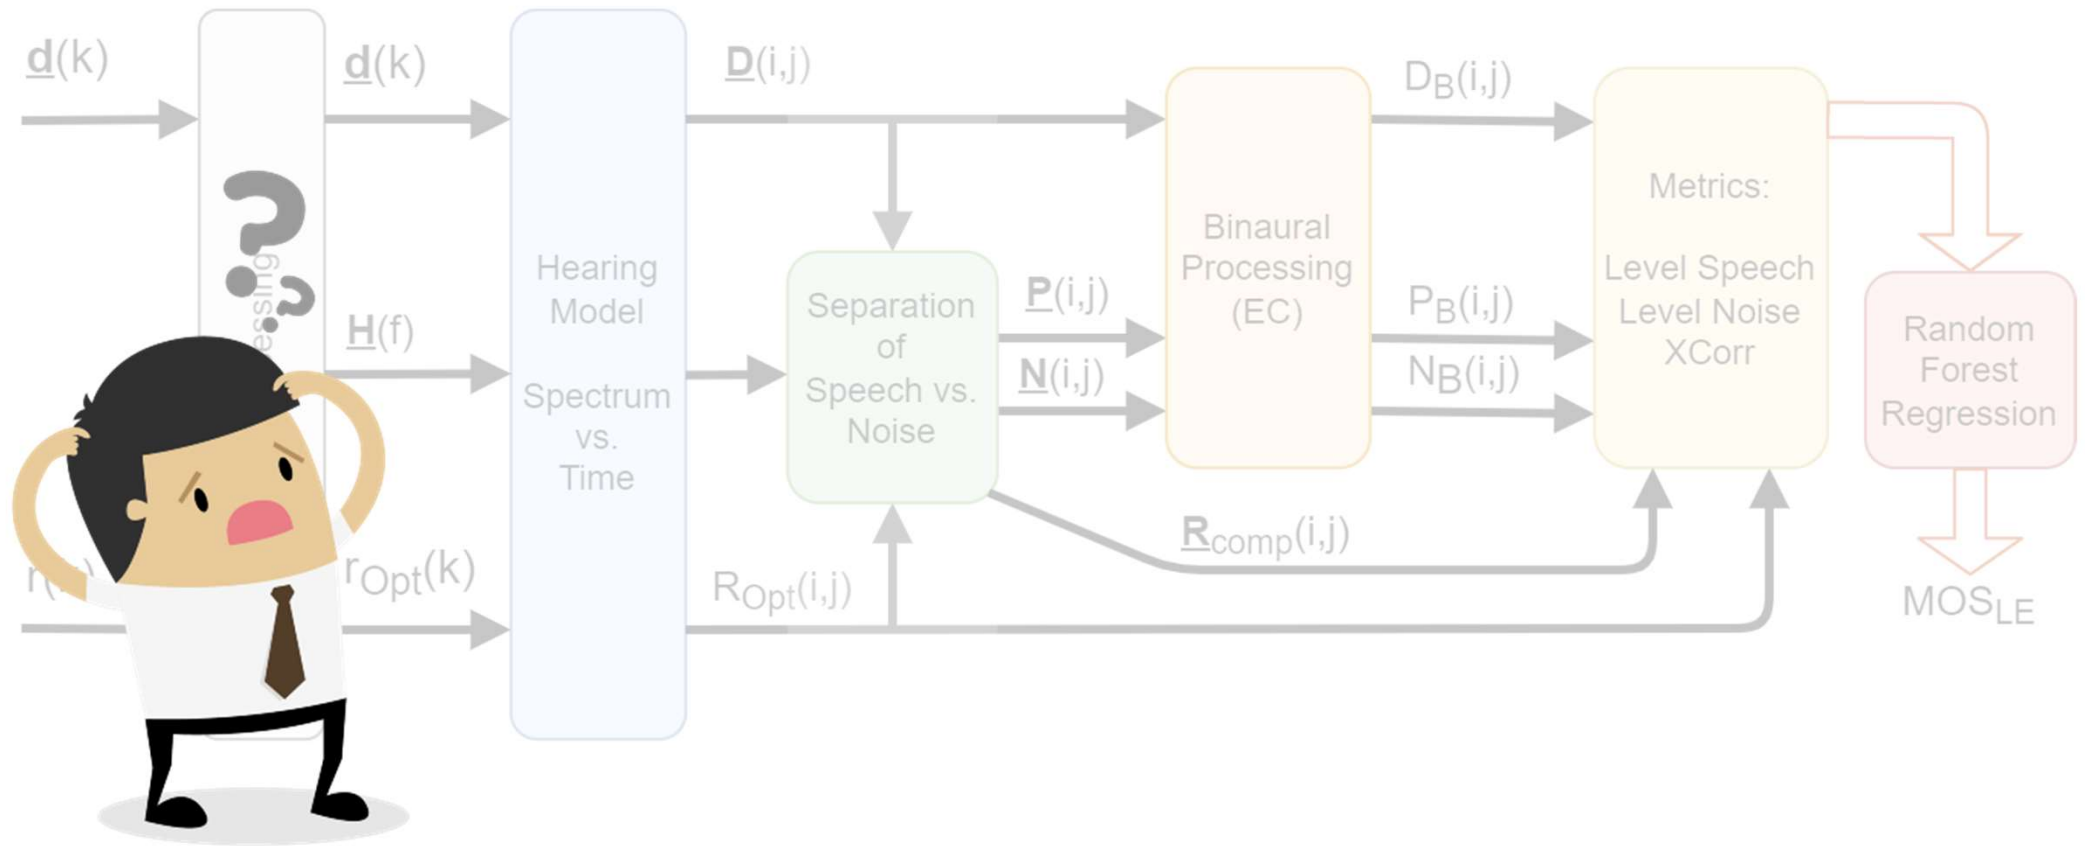 d(k)
d(k)
H(f)
rOpt(k)
??
Hearing
Model
Spectrum
vs.
Time
D(i,j)
Separation
of
Speech vs.
Noise
P(i,j)
N(i,j)
ROpt(i,j)
Rcomp(i,j)
Binaural
Processing
(EC)
DB(i,j)
PB(i,j)
NB(i,j)
Metrics:
Level Speech
Level Noise
XCorr
Random
Forest
Regression
MOSLE